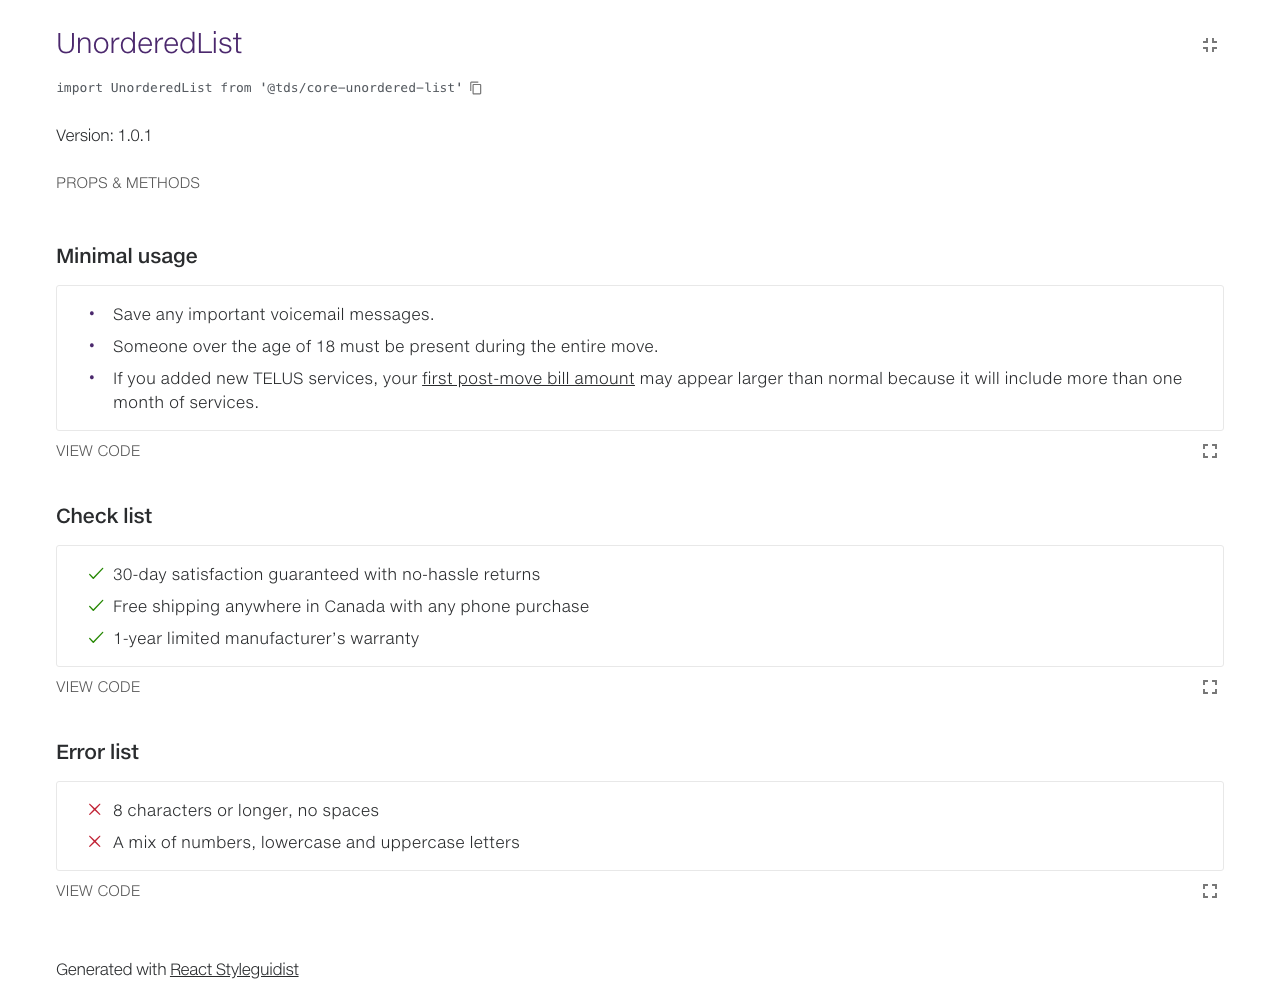 UnorderedList
import UnorderedList from '@tds/core-unordered-list'
Version: 1.0.1
PROPS & METHODS
Minimal usage
• Save any important voicemail messages.
• Someone over the age of 18 must be present during the entire move.
• If you added new TELUS services, your first post-move bill amount may appear larger than normal because it will include more than one
month of services.
VIEW CODE
Check list
30-day satisfaction guaranteed with no-hassle returns
Free shipping anywhere in Canada with any phone purchase
1-year limited manufacturer's warranty
VIEW CODE
Error list
8 characters or longer, no spaces
A mix of numbers, lowercase and uppercase letters
VIEW CODE
Generated with React Styleguidist